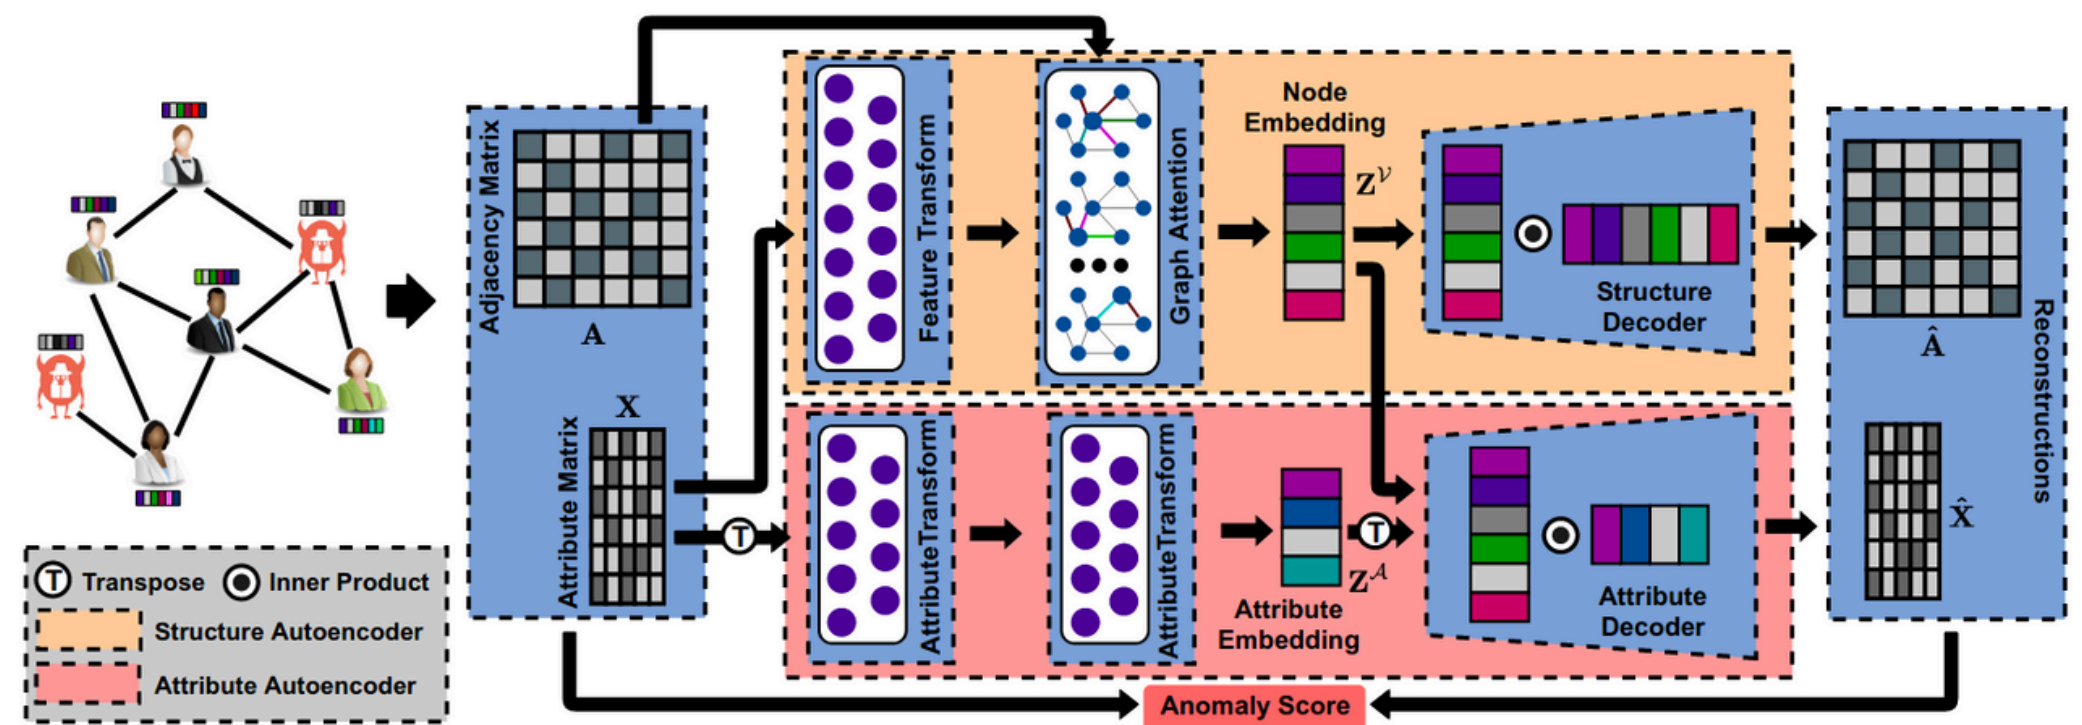 Adjacency Matrix
A
X
Attribute Matrix
T
Feature Transform
Graph Attention
Node
Embedding
Z^𝒱
Structure
Decoder
AttributeTransform
AttributeTransform
Attribute
Embedding
Z^𝒜
T
Attribute
Decoder
Â
X̂
Reconstructions
T Transpose
Inner Product
Structure Autoencoder
Attribute Autoencoder
Anomaly Score